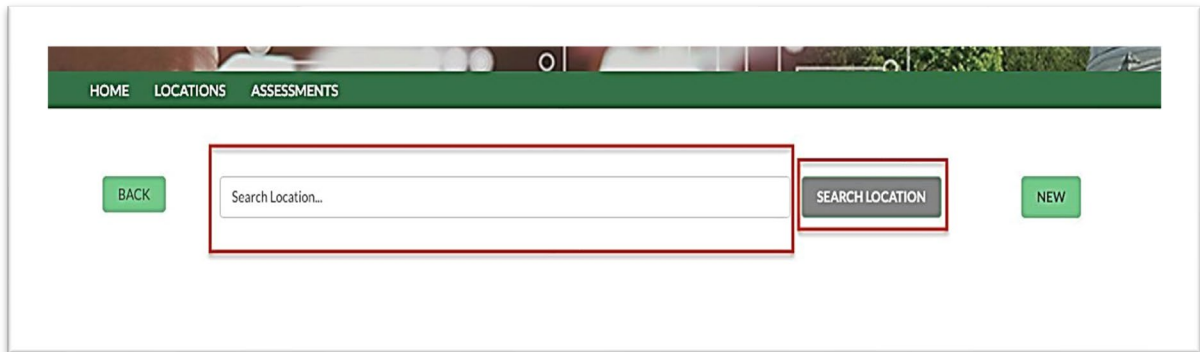 HOME LOCATIONS ASSESSMENTS
BACK Search Location... SEARCH LOCATION NEW